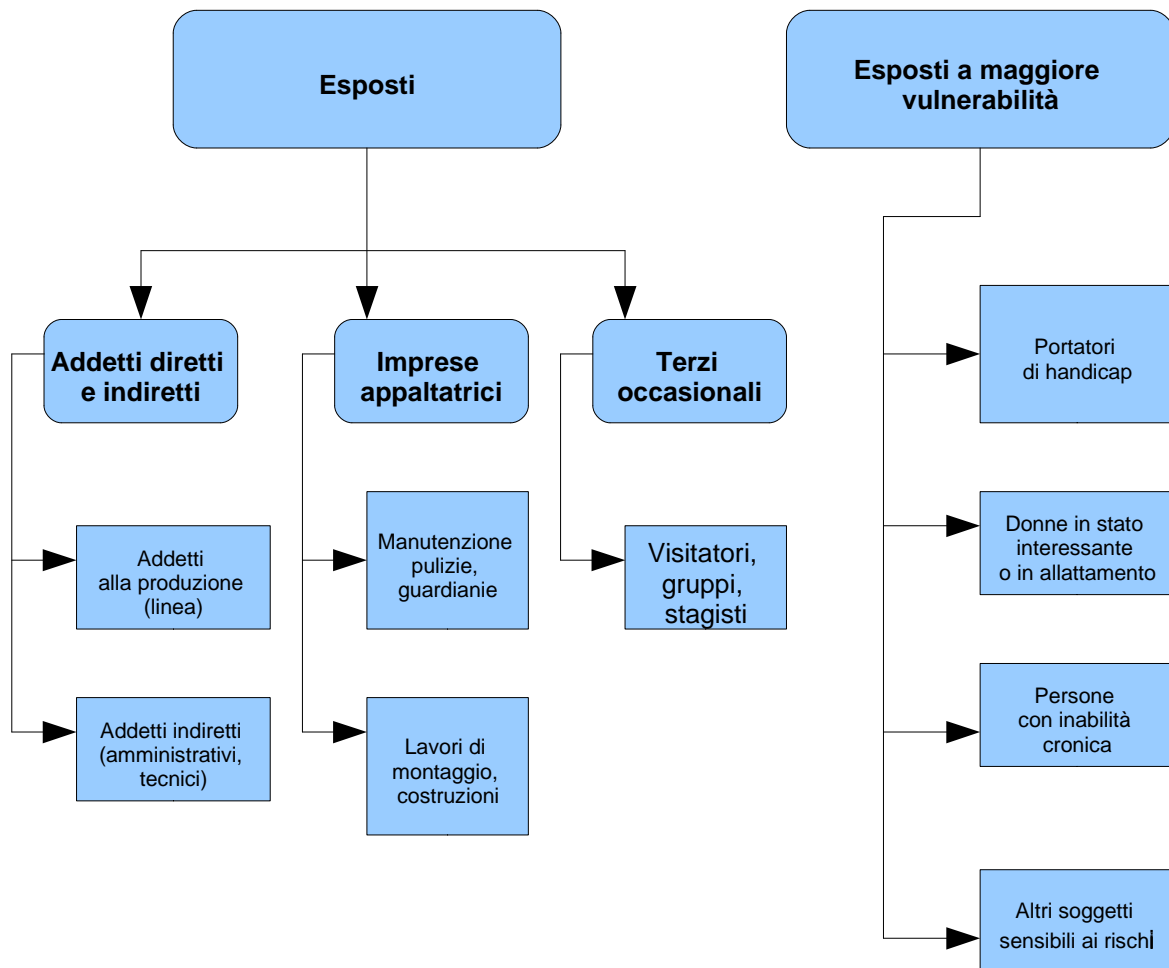 Esposti
Esposti a maggiore
vulnerabilità
Addetti diretti
e indiretti
Imprese
appaltatrici
Terzi
occasionali
Addetti
alla produzione
(linea)
Addetti indiretti
(amministrativi,
tecnici)
Manutenzione
pulizie,
guardianie
Lavori di
montaggio,
costruzioni
Visitatori,
gruppi,
stagisti
Portatori
di handicap
Donne in stato
interessante
o in allattamento
Persone
con inabilità
cronica
Altri soggetti
sensibili ai rischi